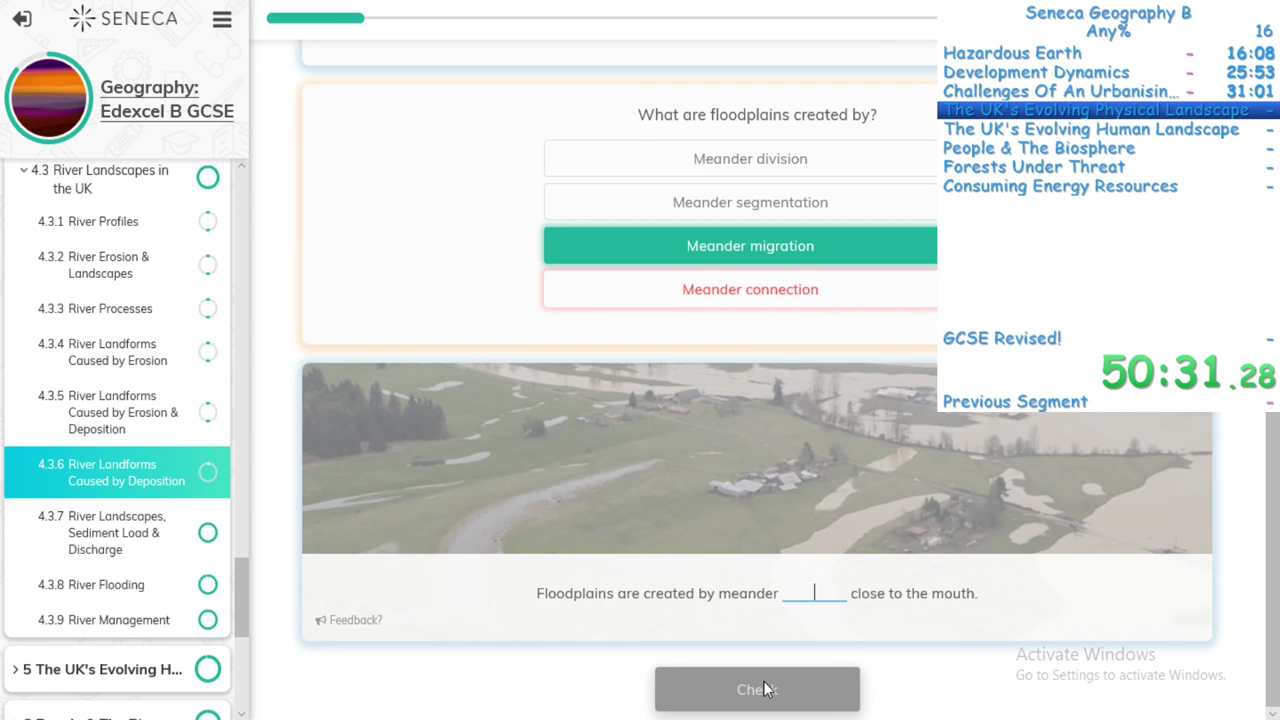 SENECA
Geography:
Edexcel B GCSE
4.3 River Landscapes in
the UK
4.3.1 River Profiles
4.3.2 River Erosion &
Landscapes
4.3.3 River Processes
4.3.4 River Landforms
Caused by Erosion
4.3.5 River Landforms
Caused by Erosion &
Deposition
4.3.6 River Landforms
Caused by Deposition
4.3.7 River Landscapes,
Sediment Load &
Discharge
4.3.8 River Flooding
4.3.9 River Management
5 The UK's Evolving H...
What are floodplains created by?
Meander division
Meander segmentation
Meander migration
Meander connection
Floodplains are created by meander ______ close to the mouth.
Feedback?
Check
Seneca Geography B
Any% 16
Hazardous Earth - 16:08
Development Dynamics - 25:53
Challenges Of An Urbanisin... - 31:01
The UK's Evolving Physical Landscape -
The UK's Evolving Human Landscape -
People & The Biosphere -
Forests Under Threat -
Consuming Energy Resources -
GCSE Revised! -
50:31.28
Previous Segment -
Activate Windows
Go to Settings to activate Windows.